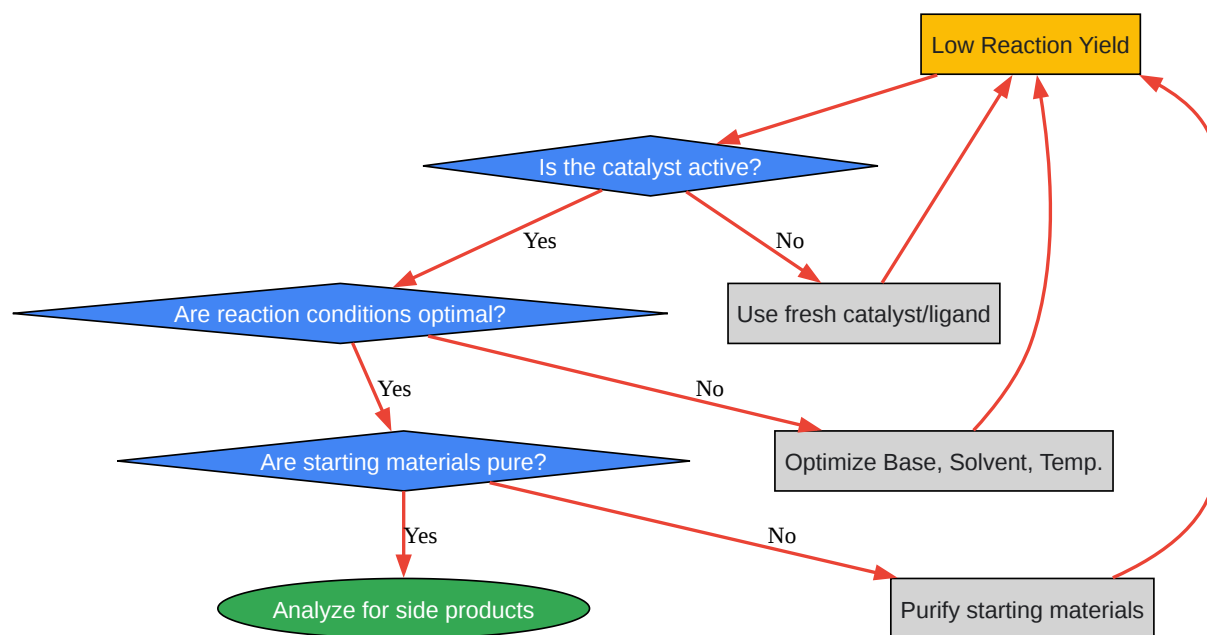 Low Reaction Yield
Is the catalyst active?
Yes
No
Are reaction conditions optimal?
Use fresh catalyst/ligand
Yes
No
Are starting materials pure?
Optimize Base, Solvent, Temp.
Yes
No
Analyze for side products
Purify starting materials